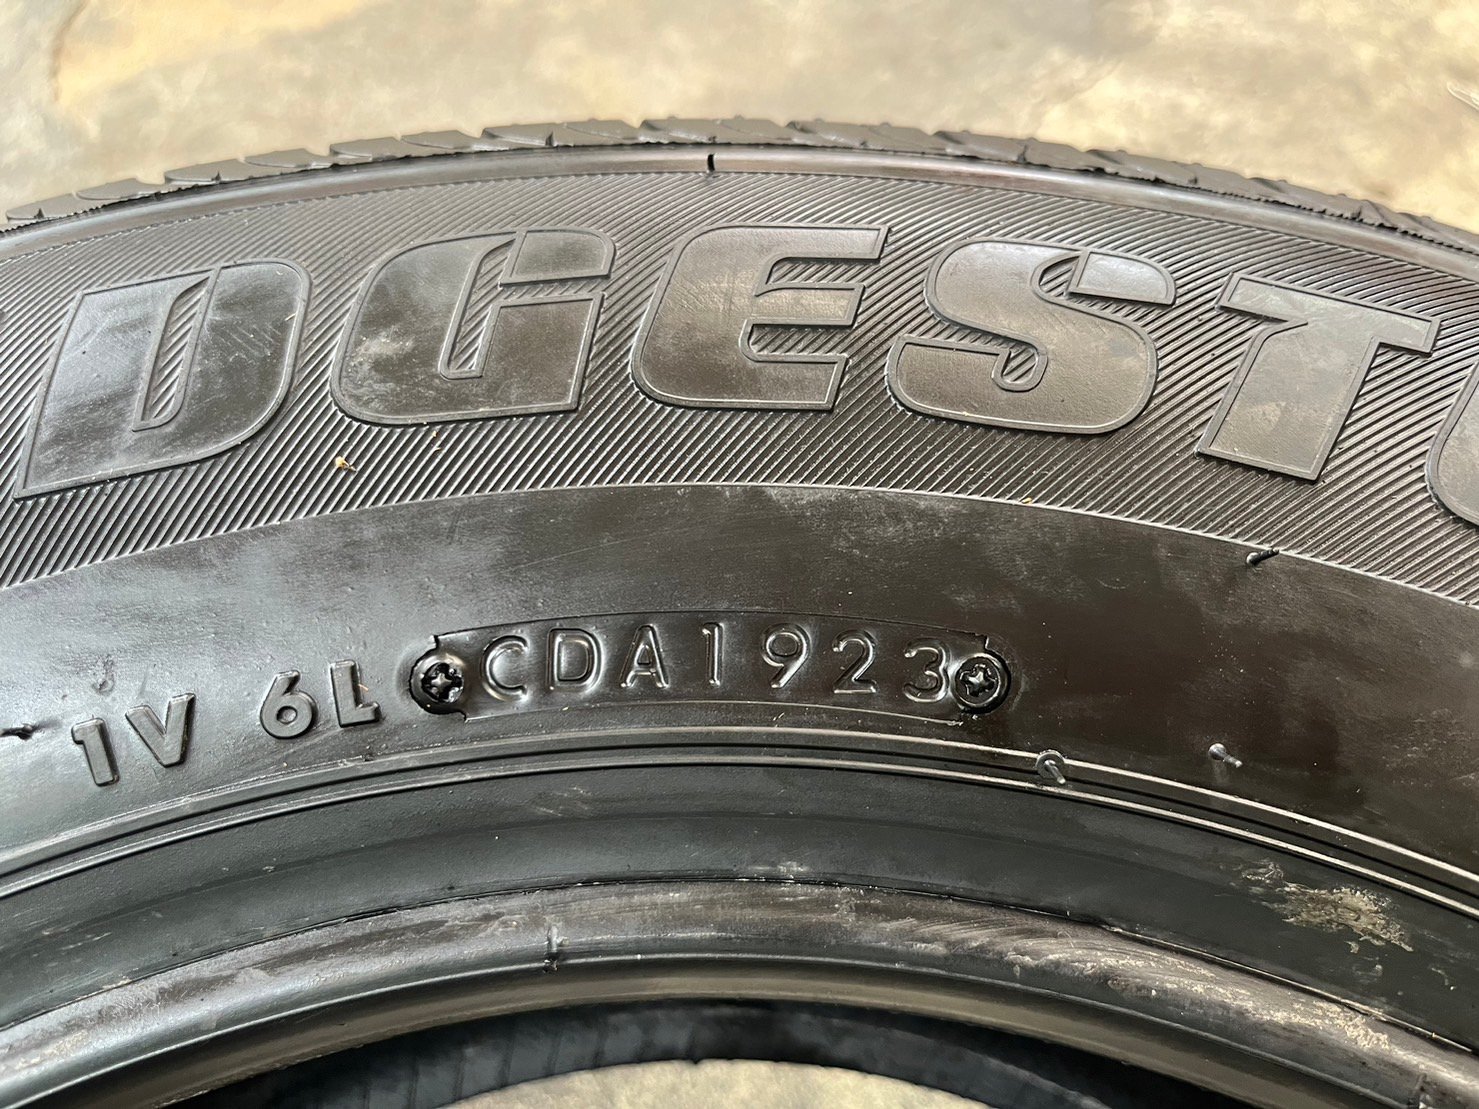 DGEST
1V 6L CDA1923